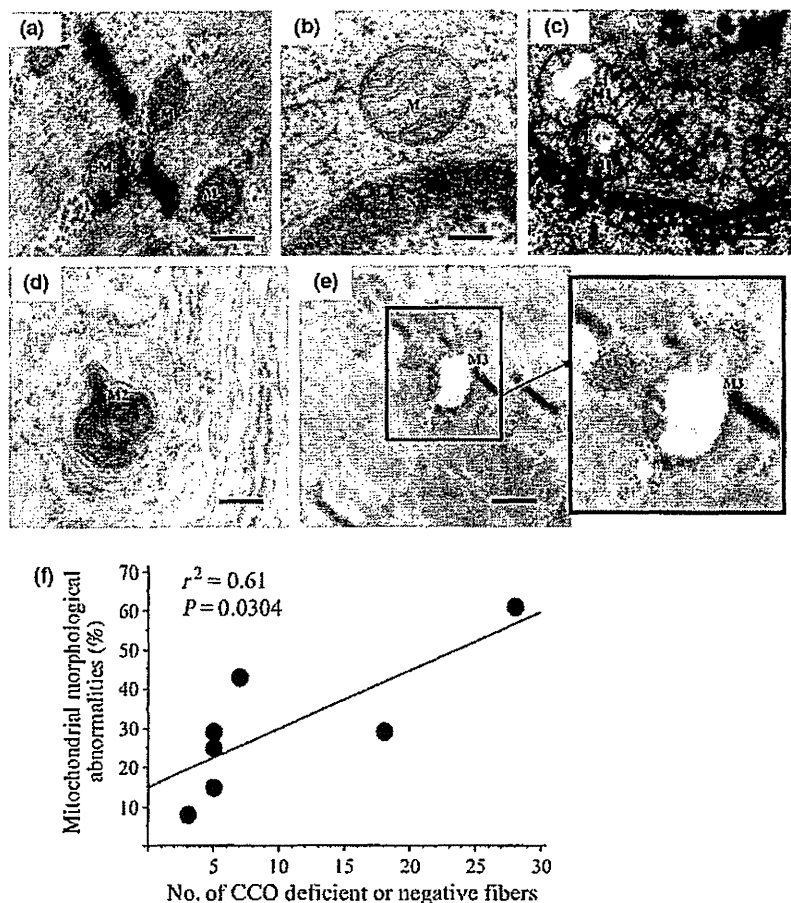 (a)
(b)
M
(c)
M1
(d)
M2
(e)
M3
M3
(f)
r² = 0.61
P = 0.0304
Mitochondrial morphological abnormalities (%)
70
60
50
40
30
20
10
5
10
15
20
25
30
No. of CCO deficient or negative fibers